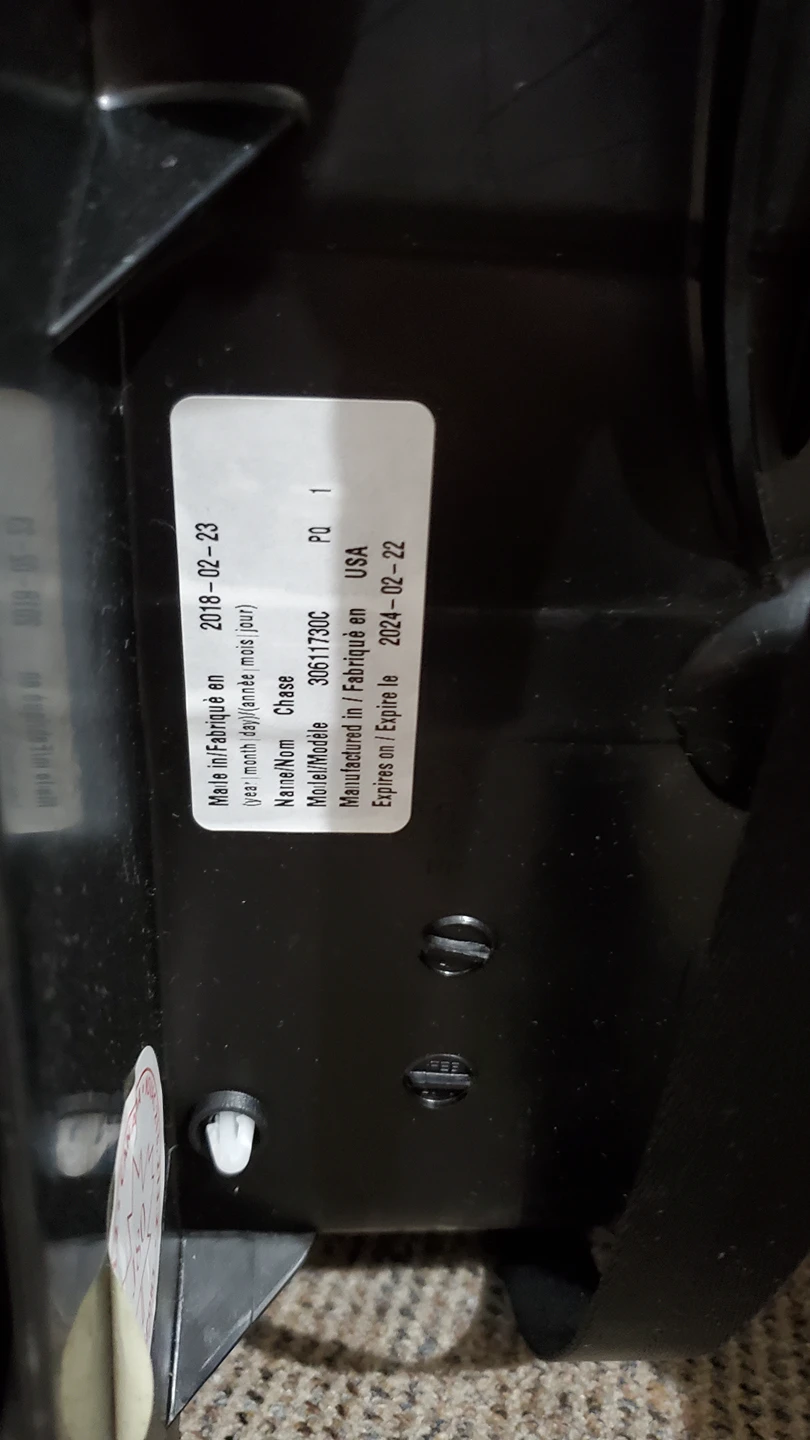 Made in/Fabriqué en 2018-02-23
(year|month|day)/(année|mois|jour)
Name/Nom Chase
Model/Modèle 30611730C PQ 1
Manufactured in / Fabriqué en USA
Expires on / Expire le 2024-02-22